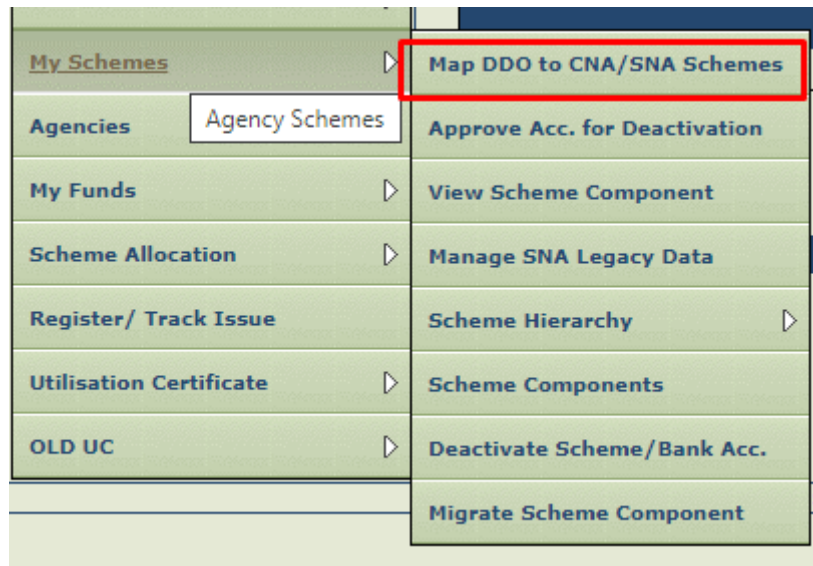 My Schemes
Agency Schemes
Agencies
My Funds
Scheme Allocation
Register/ Track Issue
Utilisation Certificate
OLD UC
Map DDO to CNA/SNA Schemes
Approve Acc. for Deactivation
View Scheme Component
Manage SNA Legacy Data
Scheme Hierarchy
Scheme Components
Deactivate Scheme/Bank Acc.
Migrate Scheme Component